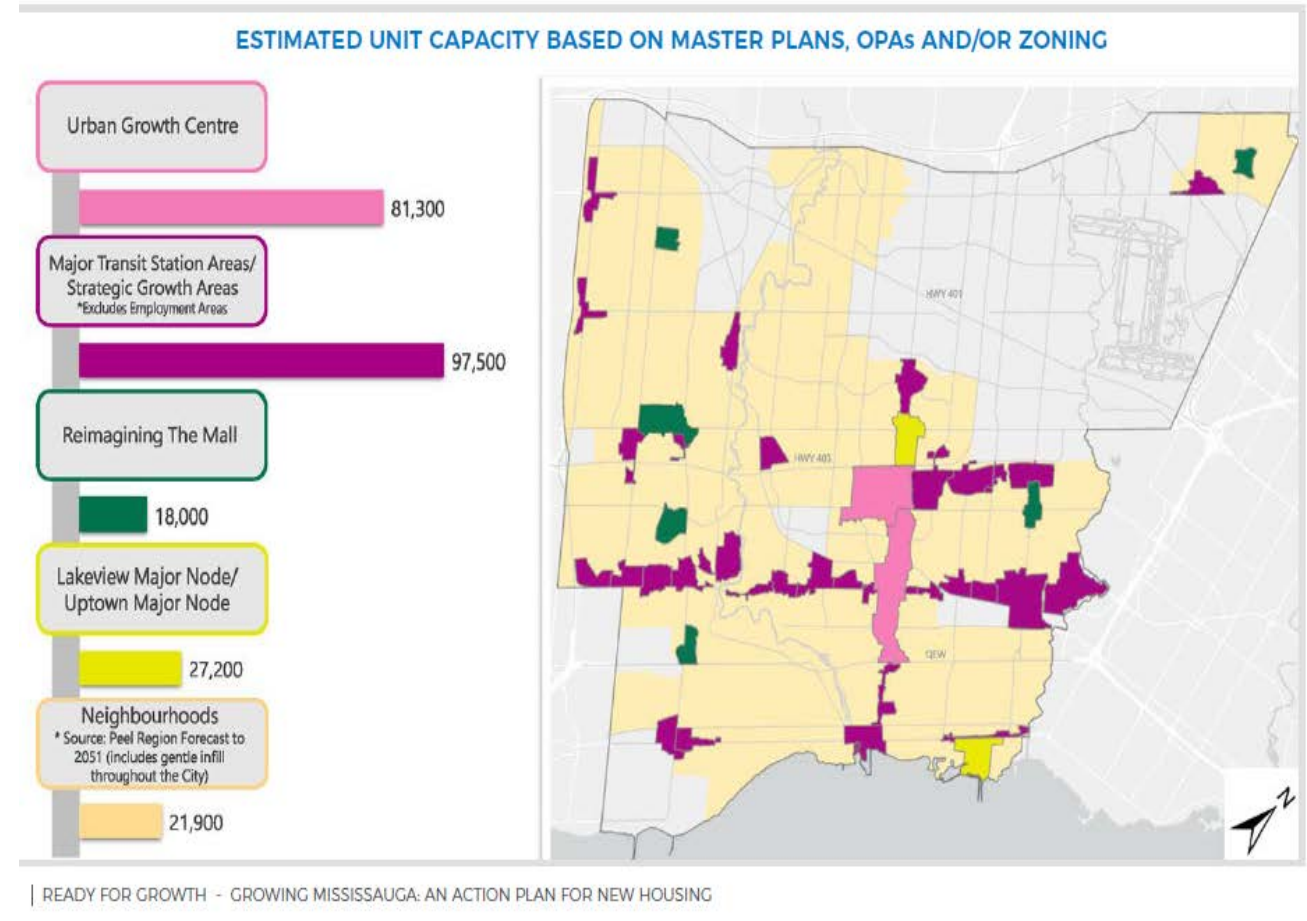 ESTIMATED UNIT CAPACITY BASED ON MASTER PLANS, OPAs AND/OR ZONING
Urban Growth Centre
81,300
Major Transit Station Areas/
Strategic Growth Areas
*Excludes Employment Areas
97,500
Reimagining The Mall
18,000
Lakeview Major Node/
Uptown Major Node
27,200
Neighbourhoods
* Source: Peel Region Forecast to
2051 (includes gentle infill
throughout the City)
21,900
HWY 401
HWY 403
QEW
N
| READY FOR GROWTH - GROWING MISSISSAUGA: AN ACTION PLAN FOR NEW HOUSING